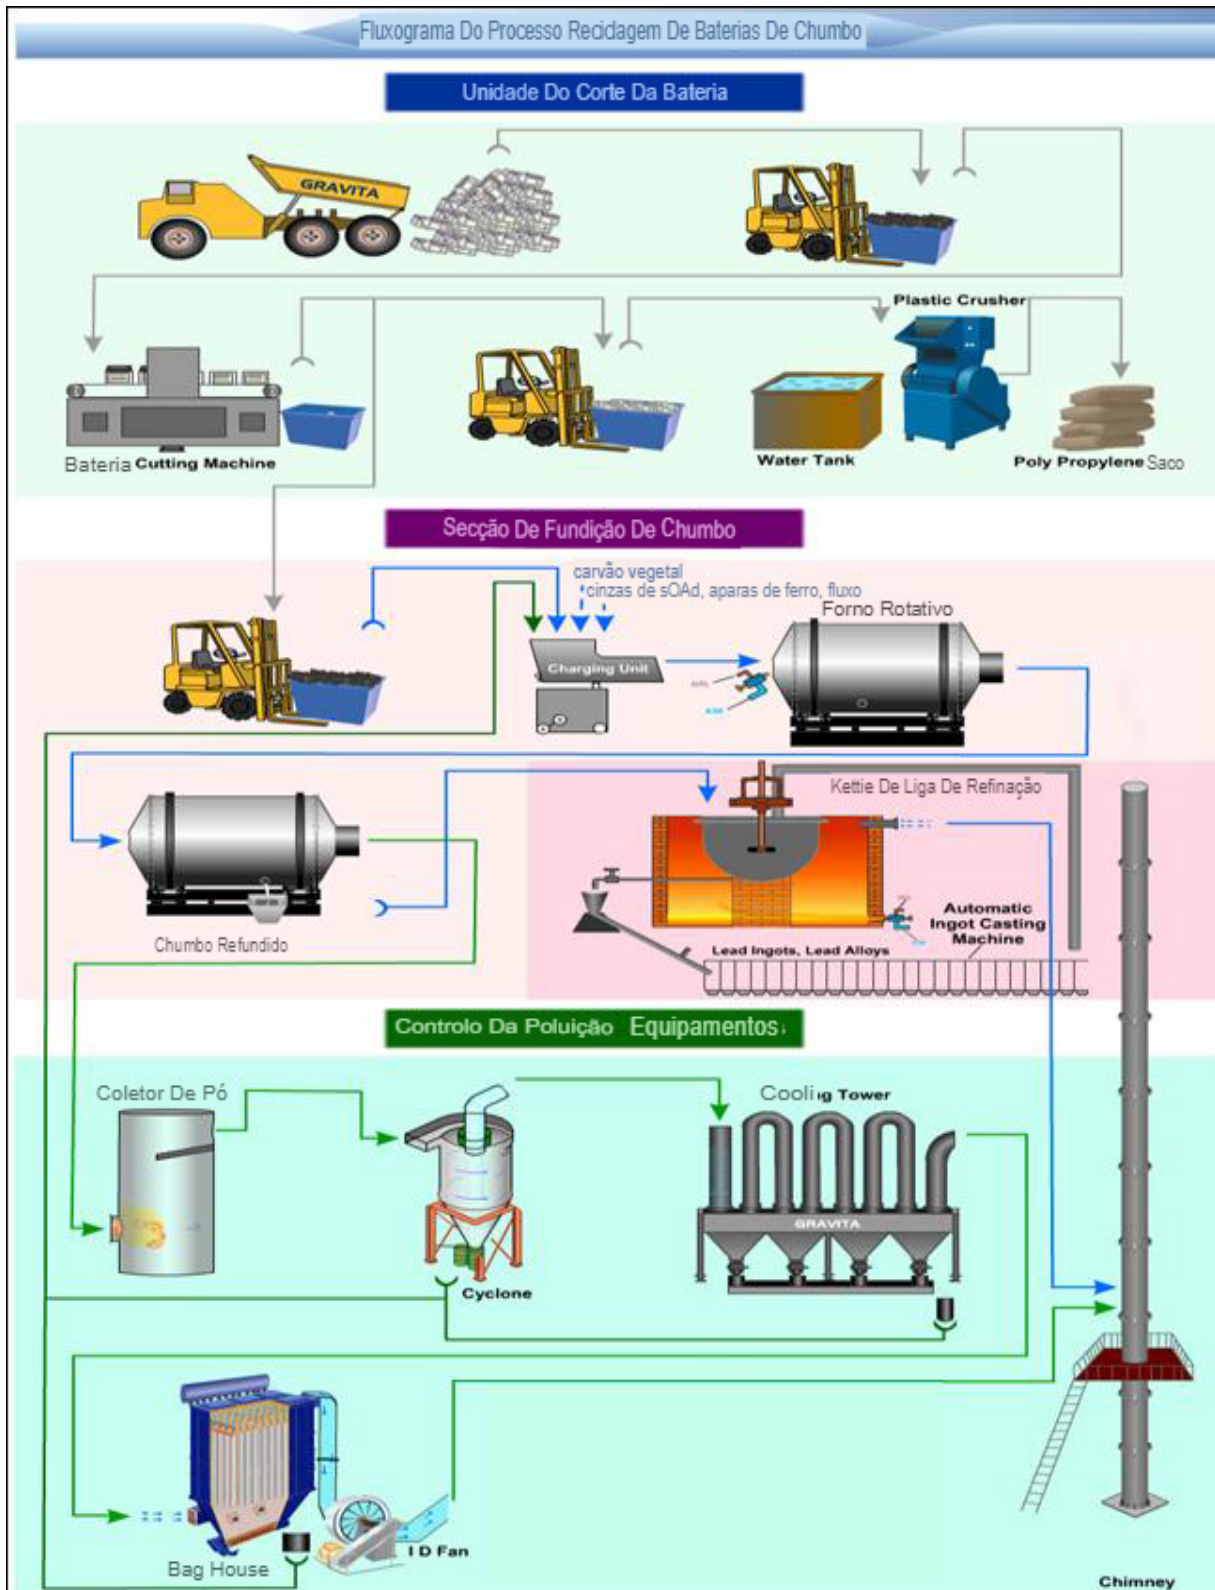 Fluxograma Do Processo Reciclagem De Baterias De Chumbo
Unidade Do Corte Da Bateria
GRAVITA
Plastic Crusher
Bateria Cutting Machine
Water Tank
Poly Propylene Saco
Secção De Fundição De Chumbo
carvão vegetal
cinzas de sOAd, aparas de ferro, fluxo
Forno Rotativo
Charging Unit
Kettie De Liga De Refinação
Chumbo Refundido
Automatic
Ingot Casting
Machine
Lead Ingots, Lead Alloys
Controlo Da Poluição Equipamentos
Coletor De Pó
Cooli ig Tower
GRAVITA
Cyclone
I D Fan
Bag House
Chimney